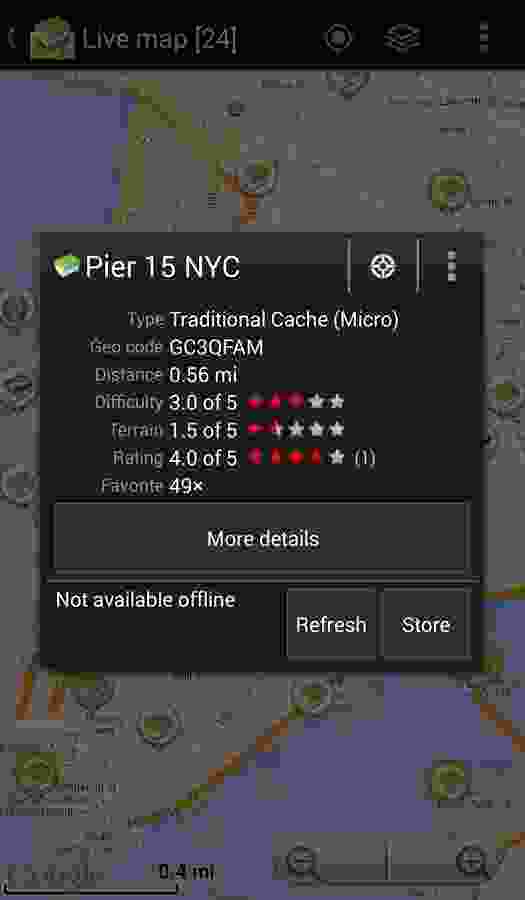 Live map [24]
Pier 15 NYC
Type Traditional Cache (Micro)
Geo code GC3QFAM
Distance 0.56 mi
Difficulty 3.0 of 5
Terrain 1.5 of 5
Rating 4.0 of 5 (1)
Favorite 49×
More details
Not available offline
Refresh Store
Google 0.4 mi